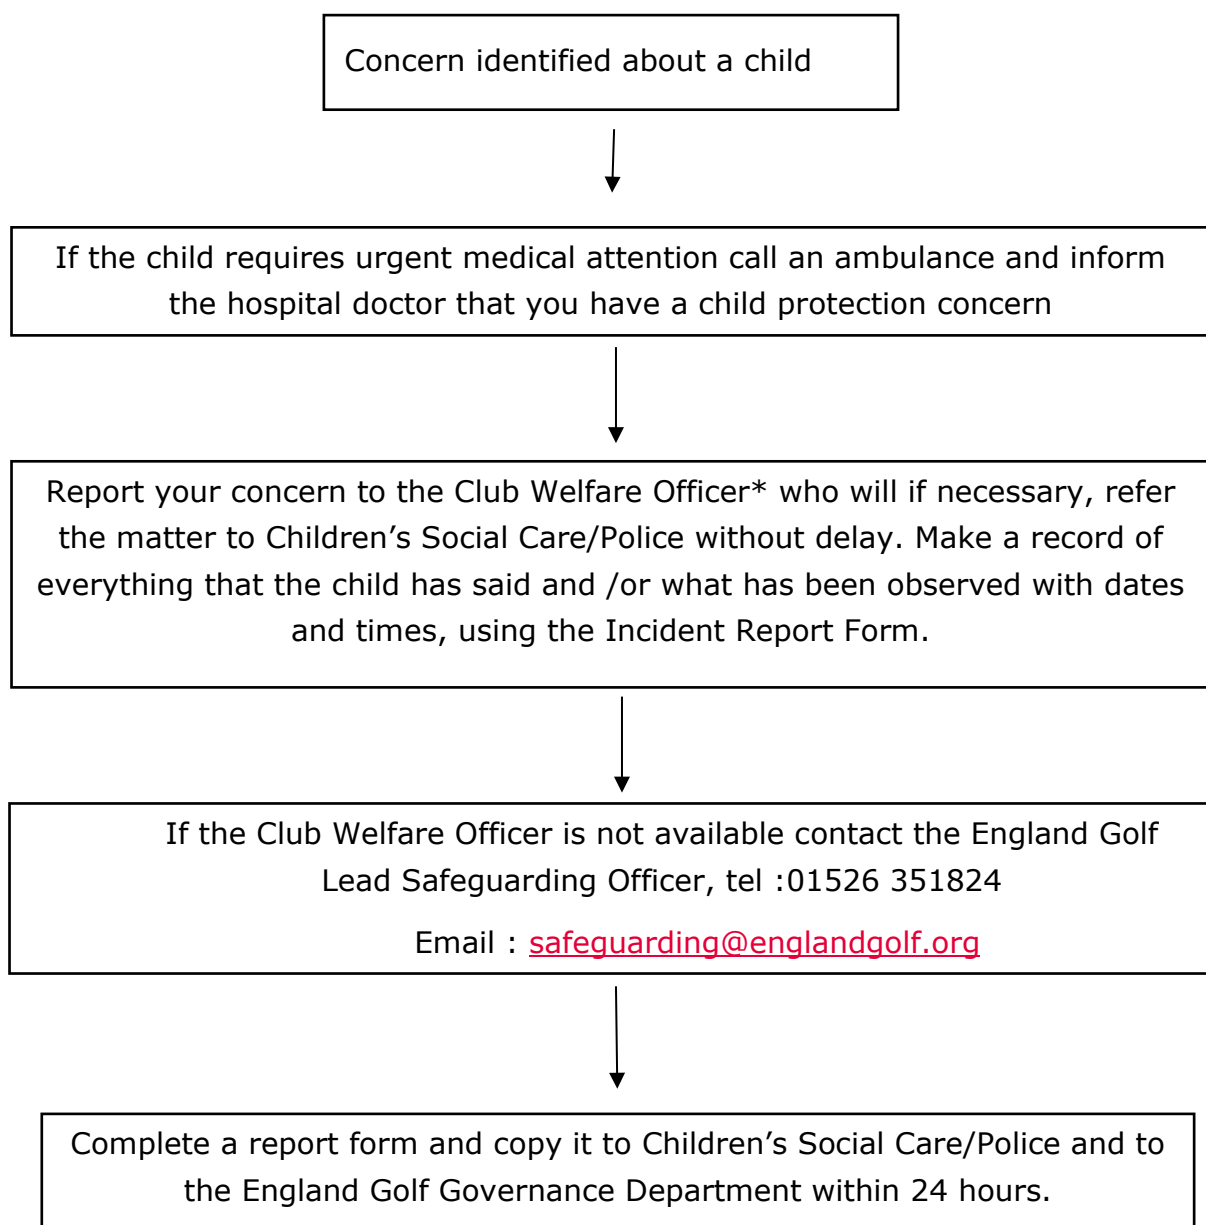 Concern identified about a child
If the child requires urgent medical attention call an ambulance and inform
the hospital doctor that you have a child protection concern
Report your concern to the Club Welfare Officer* who will if necessary, refer
the matter to Children’s Social Care/Police without delay. Make a record of
everything that the child has said and /or what has been observed with dates
and times, using the Incident Report Form.
If the Club Welfare Officer is not available contact the England Golf
Lead Safeguarding Officer, tel :01526 351824
Email : safeguarding@englandgolf.org
Complete a report form and copy it to Children’s Social Care/Police and to
the England Golf Governance Department within 24 hours.